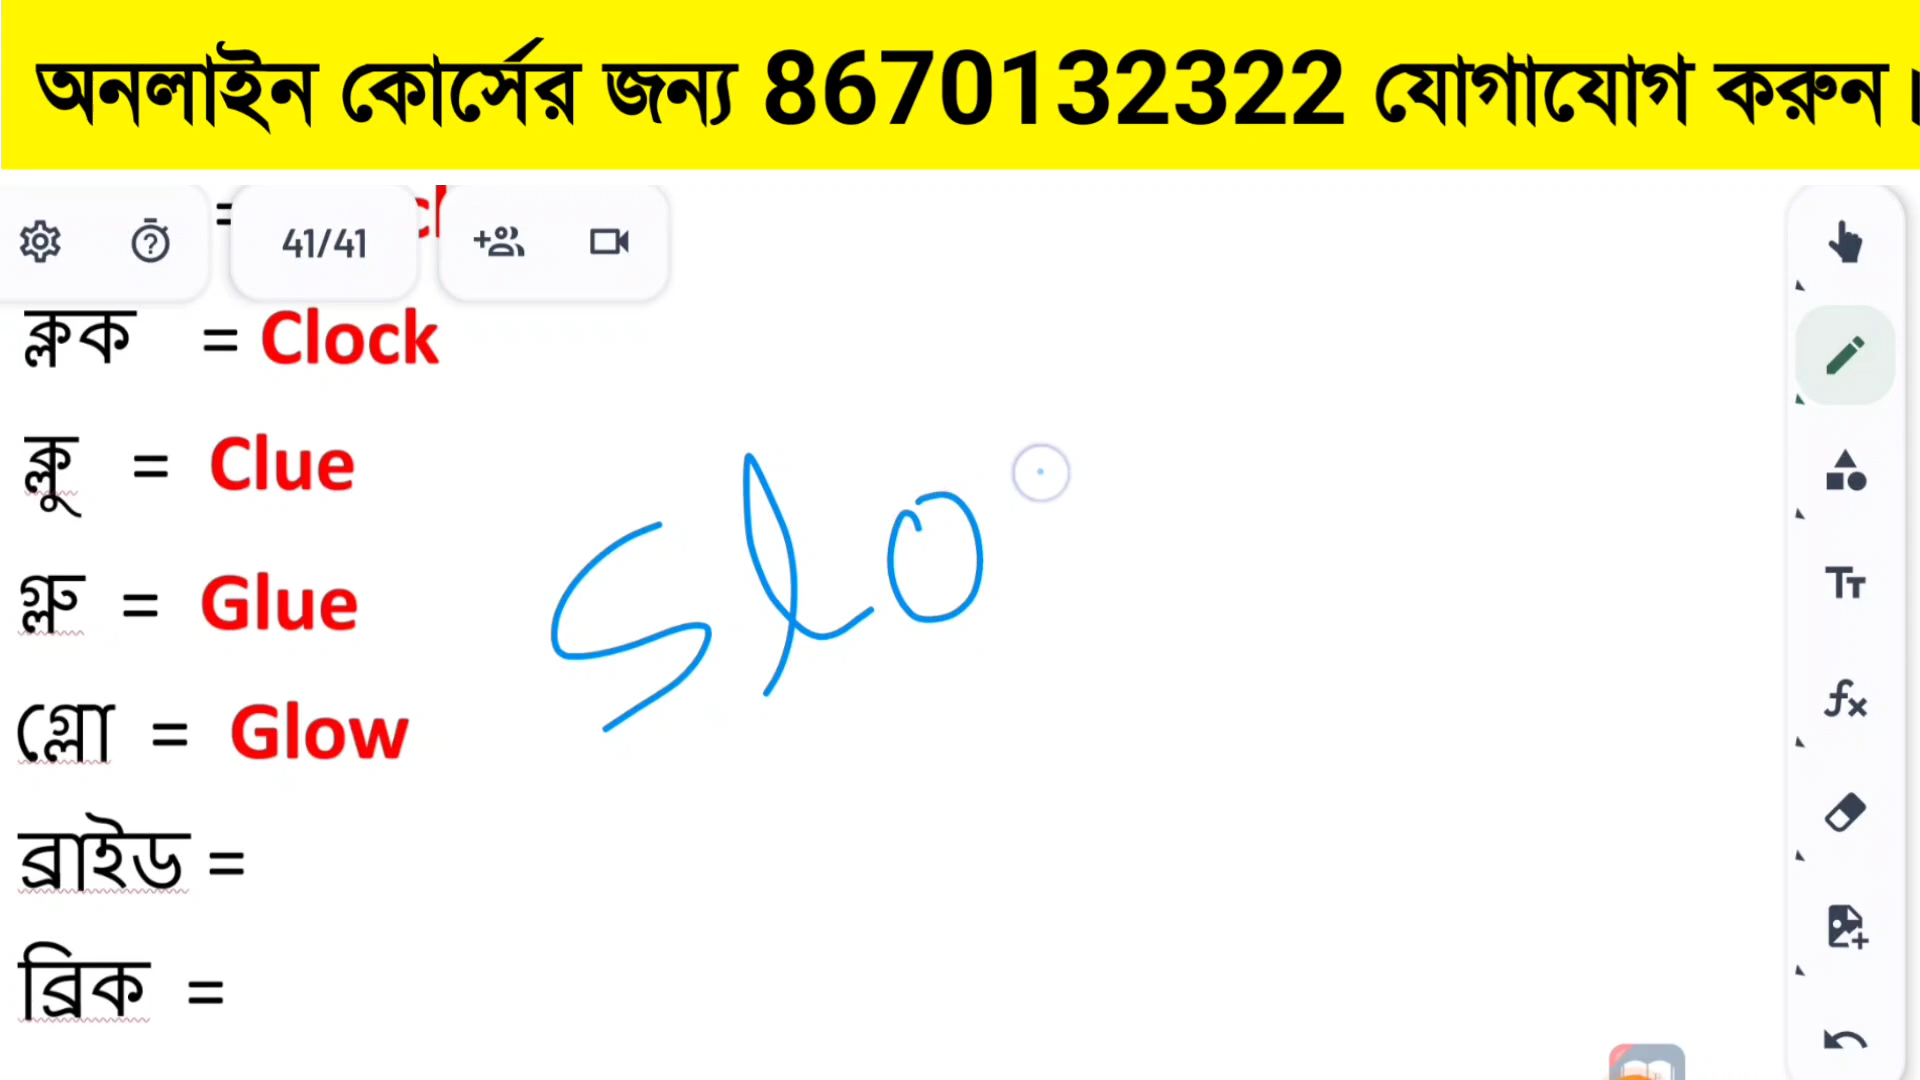 অনলাইন কোর্সের জন্য 8670132322 যোগাযোগ করুন।
41/41
ক্লক = Clock
ক্লু = Clue
গ্লু = Glue
গ্লো = Glow
ব্রাইড =
ব্রিক =
slo